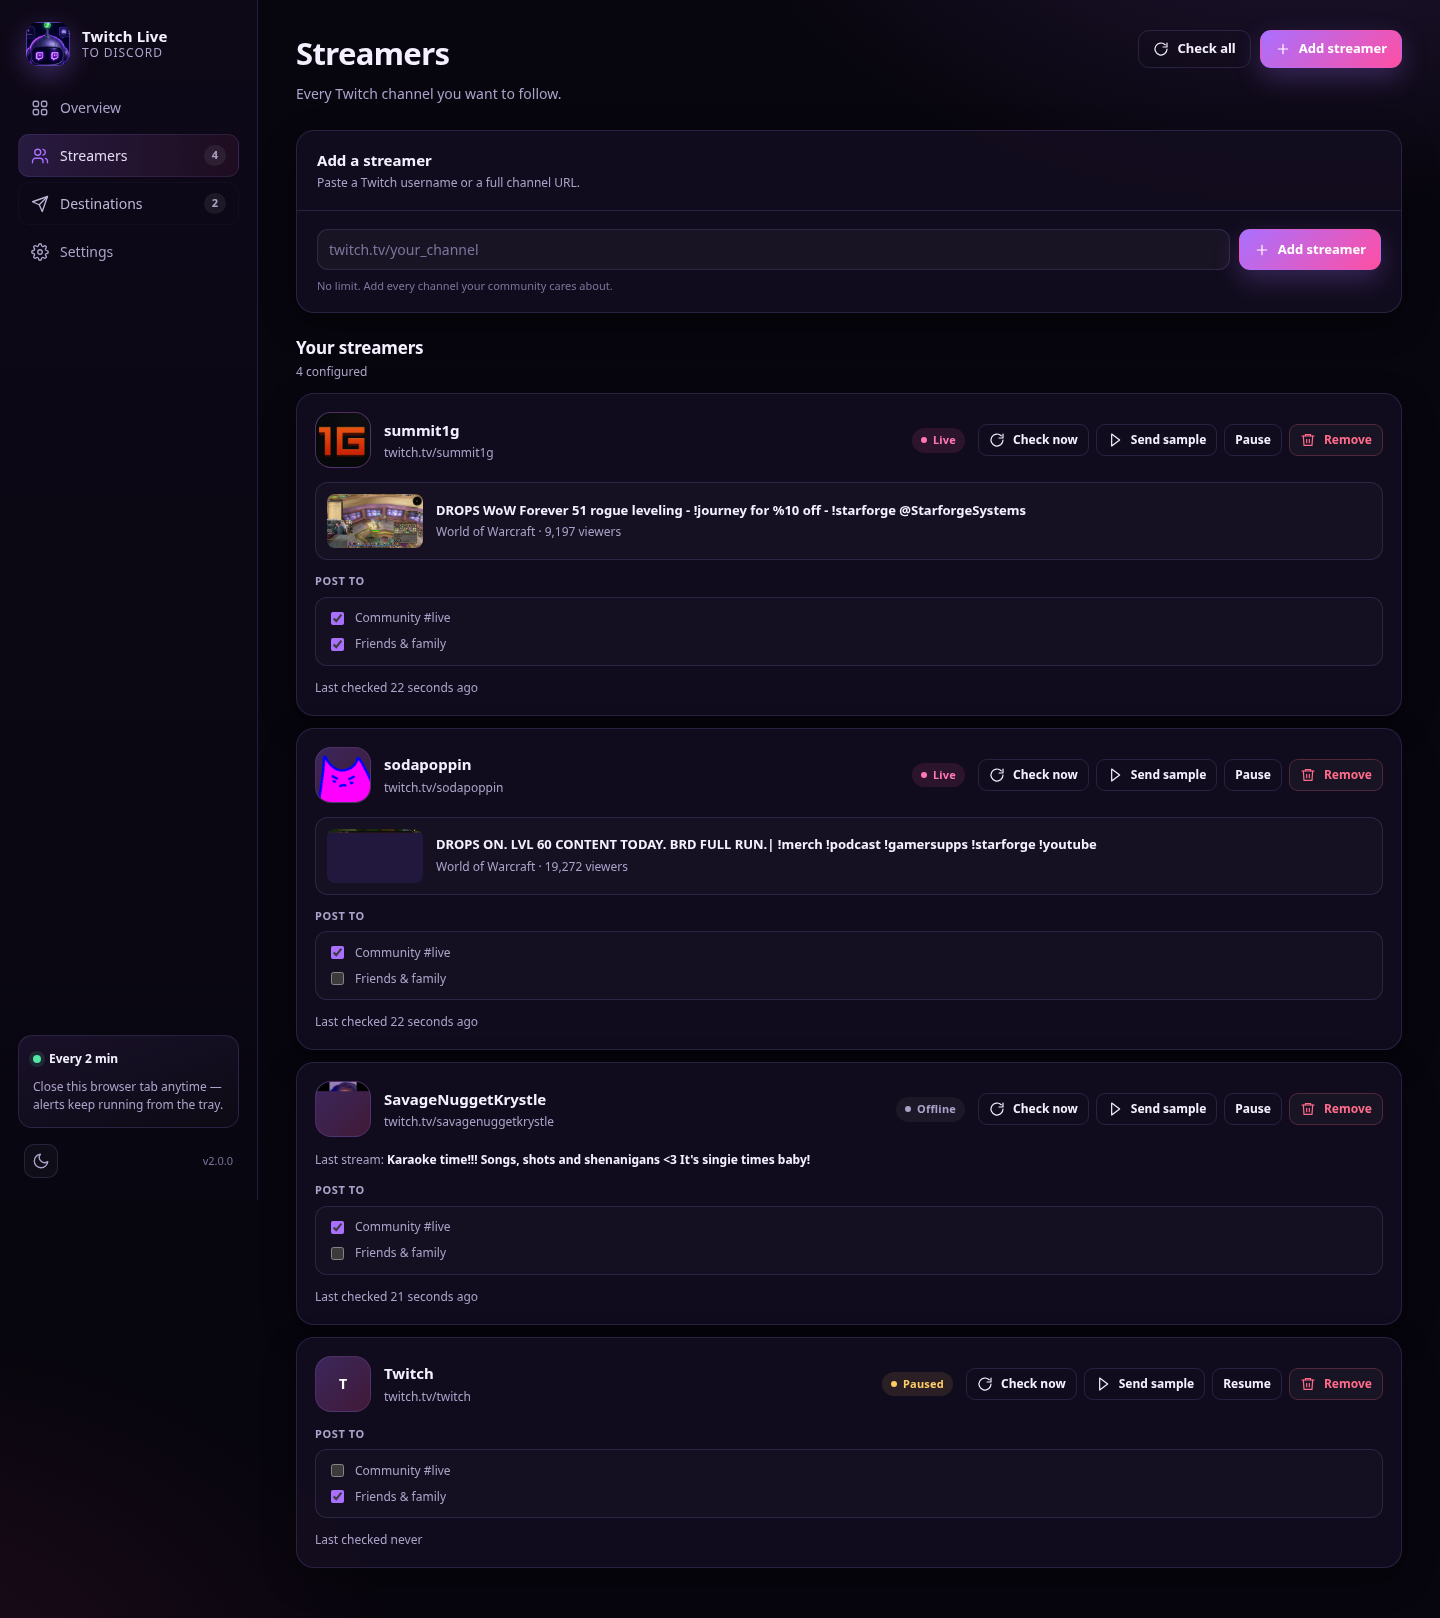 Twitch Live
TO DISCORD
Overview
Streamers 4
Destinations 2
Settings
Every 2 min
Close this browser tab anytime —
alerts keep running from the tray.
v2.0.0
Streamers
Every Twitch channel you want to follow.
Check all
Add streamer
Add a streamer
Paste a Twitch username or a full channel URL.
twitch.tv/your_channel
Add streamer
No limit. Add every channel your community cares about.
Your streamers
4 configured
1G
summit1g
twitch.tv/summit1g
Live
Check now
Send sample
Pause
Remove
DROPS WoW Forever 51 rogue leveling - !journey for %10 off - !starforge @StarforgeSystems
World of Warcraft · 9,197 viewers
POST TO
Community #live
Friends & family
Last checked 22 seconds ago
sodapoppin
twitch.tv/sodapoppin
Live
Check now
Send sample
Pause
Remove
DROPS ON. LVL 60 CONTENT TODAY. BRD FULL RUN.| !merch !podcast !gamersupps !starforge !youtube
World of Warcraft · 19,272 viewers
POST TO
Community #live
Friends & family
Last checked 22 seconds ago
SavageNuggetKrystle
twitch.tv/savagenuggetkrystle
Offline
Check now
Send sample
Pause
Remove
Last stream: Karaoke time!!! Songs, shots and shenanigans <3 It's singie times baby!
POST TO
Community #live
Friends & family
Last checked 21 seconds ago
T
Twitch
twitch.tv/twitch
Paused
Check now
Send sample
Resume
Remove
POST TO
Community #live
Friends & family
Last checked never